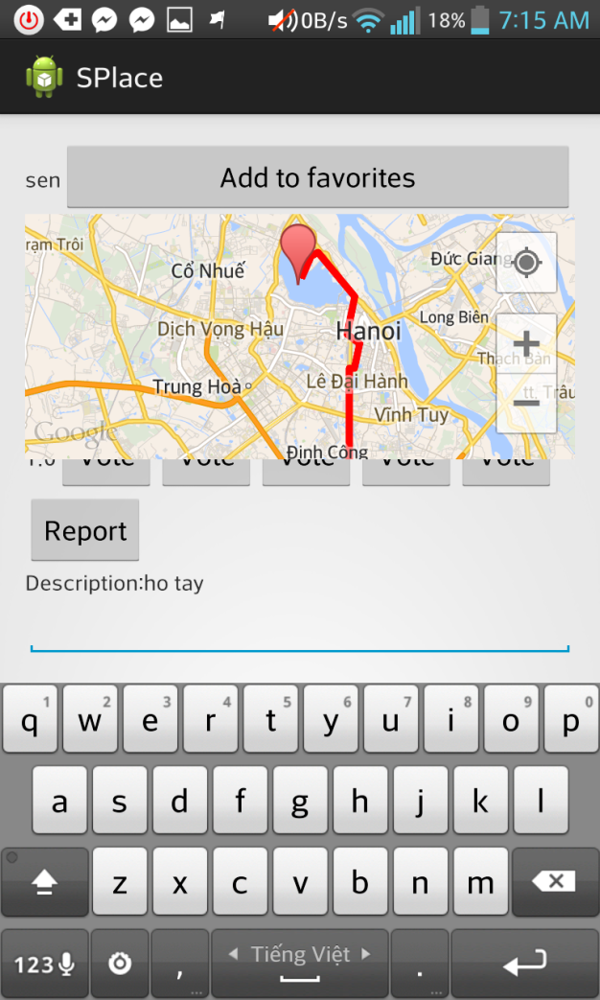 0B/s 18% 7:15 AM
SPlace
sen Add to favorites
rạm Trôi
Cổ Nhuế
Đức Giang
Long Biên
Dịch Vọng Hậu
Hanoi
Thạch Bàn
Trung Hoà
Lê Đại Hành
tt. Trâu
Vĩnh Tuy
Google
Định Công
1.0 Vote Vote Vote Vote Vote
Report
Description:ho tay
1 2 3 4 5 6 7 8 9 0
q w e r t y u i o p
a s d f g h j k l
z x c v b n m
123 , Tiếng Việt .